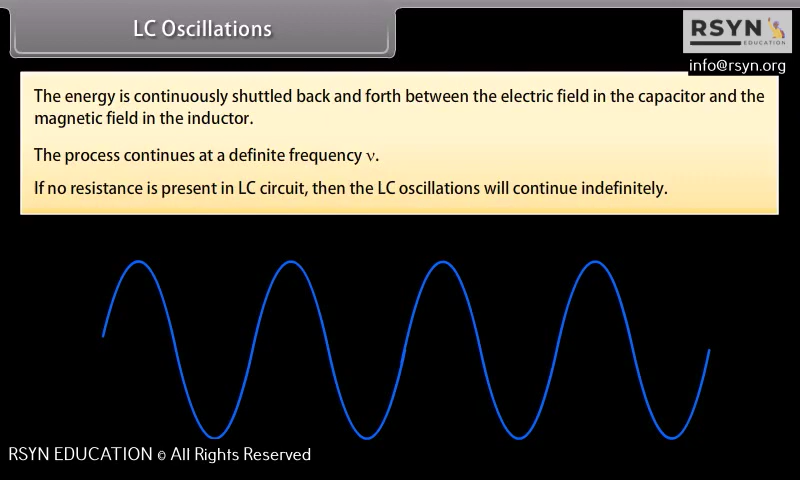 LC Oscillations
RSYN
EDUCATION
info@rsyn.org
The energy is continuously shuttled back and forth between the electric field in the capacitor and the
magnetic field in the inductor.
The process continues at a definite frequency ν.
If no resistance is present in LC circuit, then the LC oscillations will continue indefinitely.
RSYN EDUCATION © All Rights Reserved